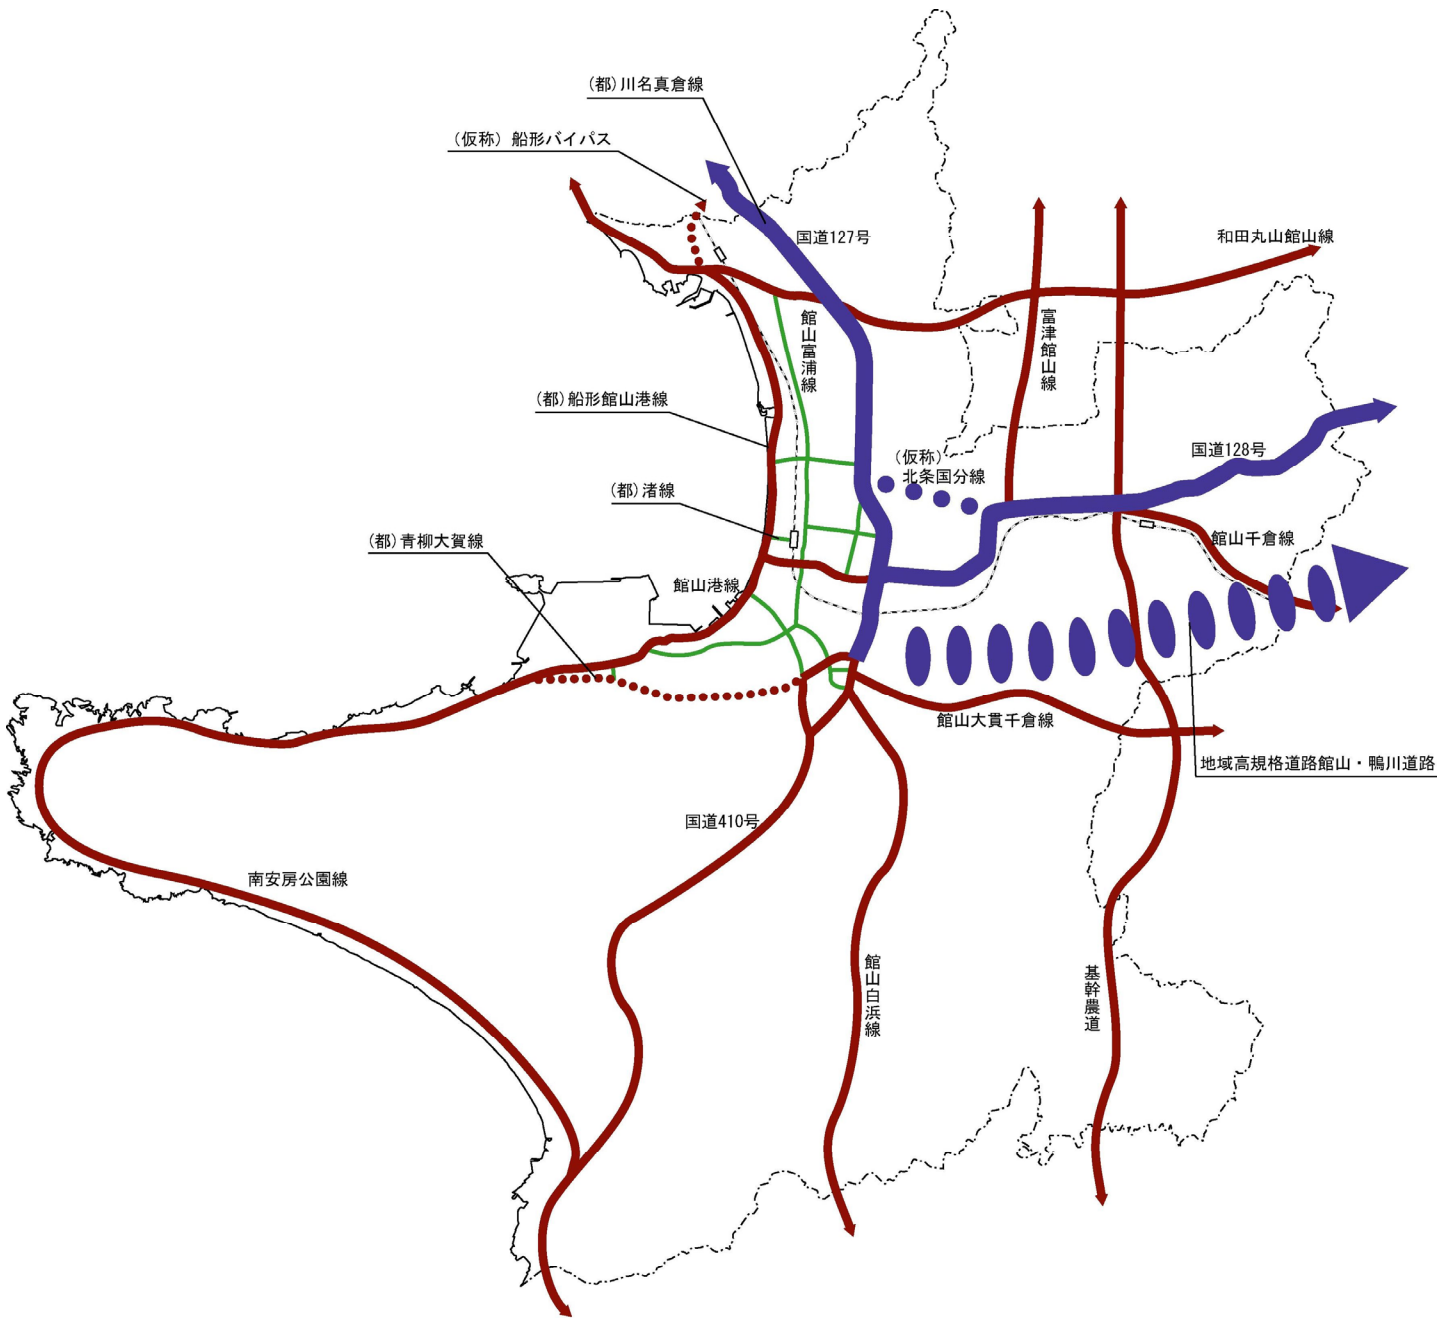 (都)川名真倉線
(仮称)船形バイパス
国道127号
和田丸山館山線
館山富浦線
富津館山線
(都)船形館山港線
国道128号
(仮称)
北条国分線
(都)渚線
(都)青柳大賀線
館山千倉線
館山港線
館山大貫千倉線
地域高規格道路館山・鴨川道路
国道410号
南安房公園線
館山白浜線
基幹農道